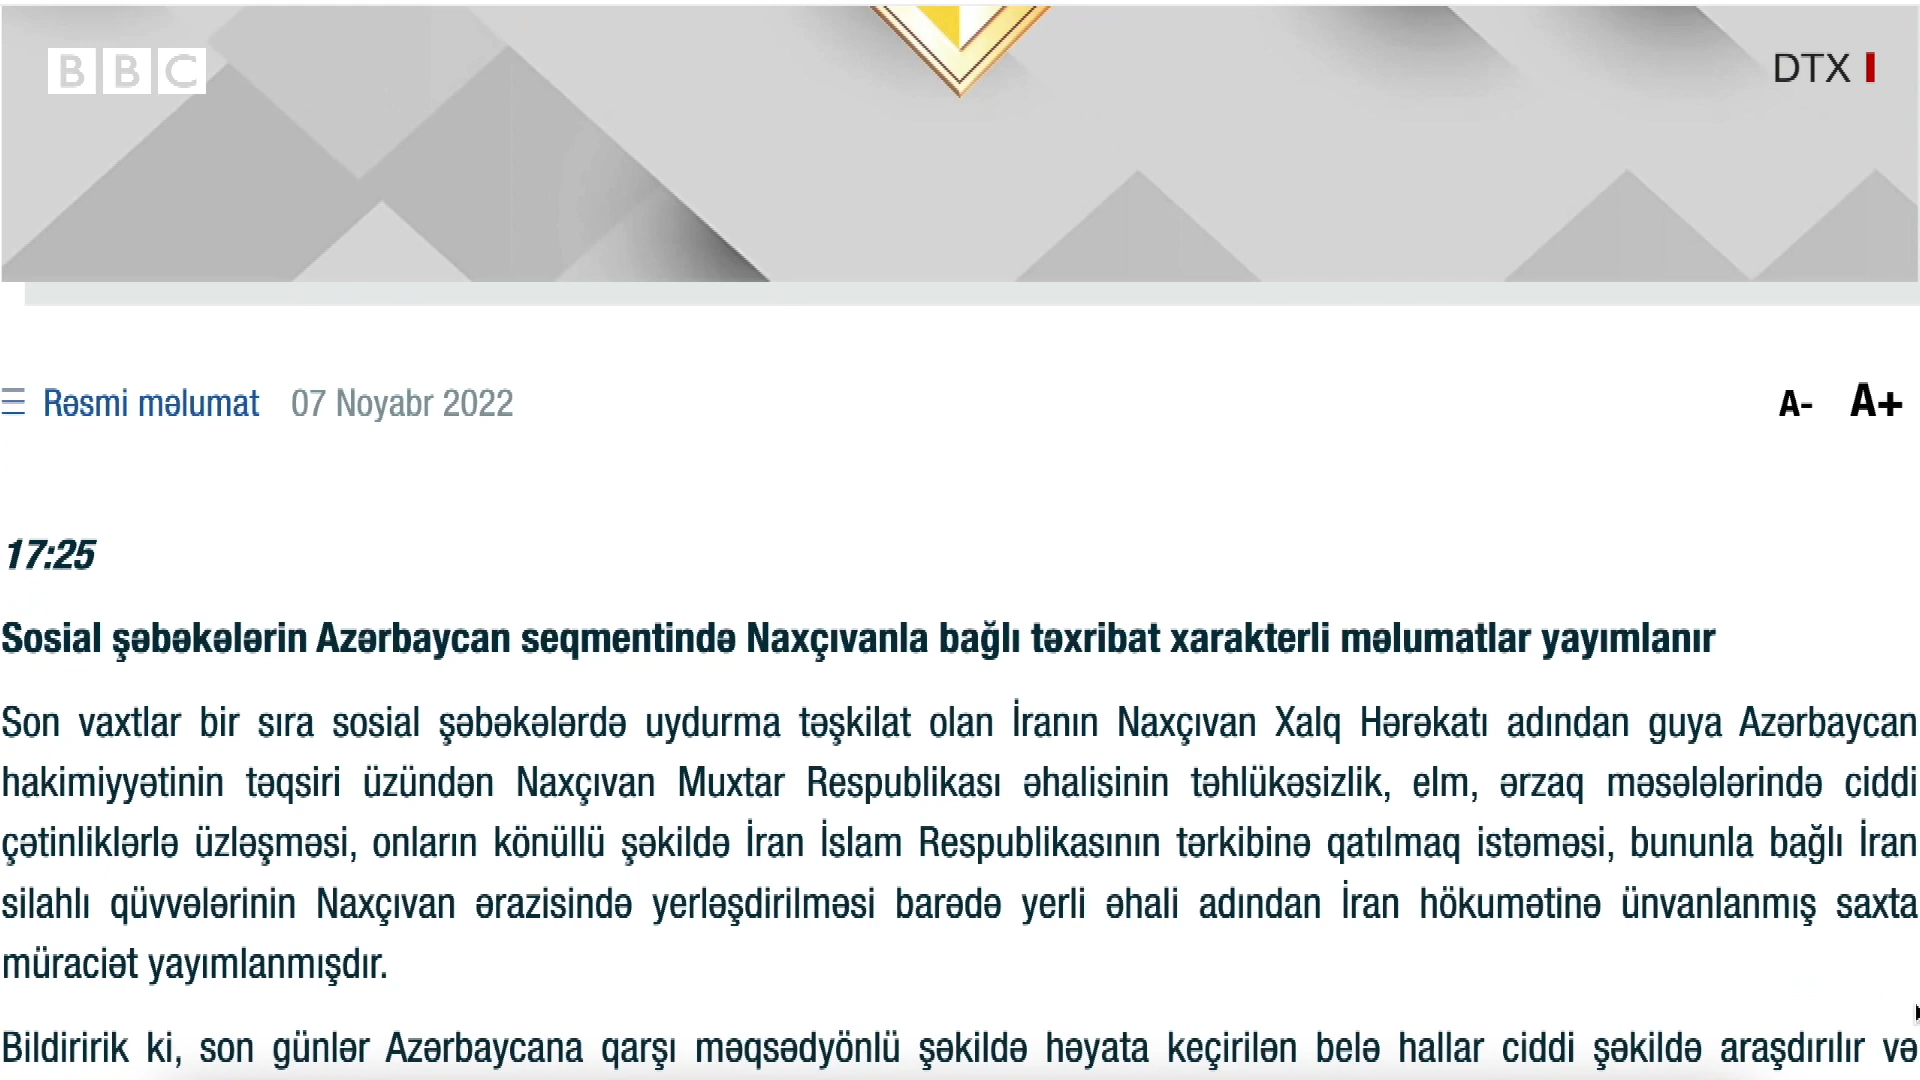 BBC
DTX
Rəsmi məlumat 07 Noyabr 2022
A- A+
17:25
Sosial şəbəkələrin Azərbaycan seqmentində Naxçıvanla bağlı təxribat xarakterli məlumatlar yayımlanır
Son vaxtlar bir sıra sosial şəbəkələrdə uydurma təşkilat olan İranın Naxçıvan Xalq Hərəkatı adından guya Azərbaycan
hakimiyyətinin təqsiri üzündən Naxçıvan Muxtar Respublikası əhalisinin təhlükəsizlik, elm, ərzaq məsələlərində ciddi
çətinliklərlə üzləşməsi, onların könüllü şəkildə İran İslam Respublikasının tərkibinə qatılmaq istəməsi, bununla bağlı İran
silahlı qüvvələrinin Naxçıvan ərazisində yerləşdirilməsi barədə yerli əhali adından İran hökumətinə ünvanlanmış saxta
müraciət yayımlanmışdır.
Bildiririk ki, son günlər Azərbaycana qarşı məqsədyönlü şəkildə həyata keçirilən belə hallar ciddi şəkildə araşdırılır və